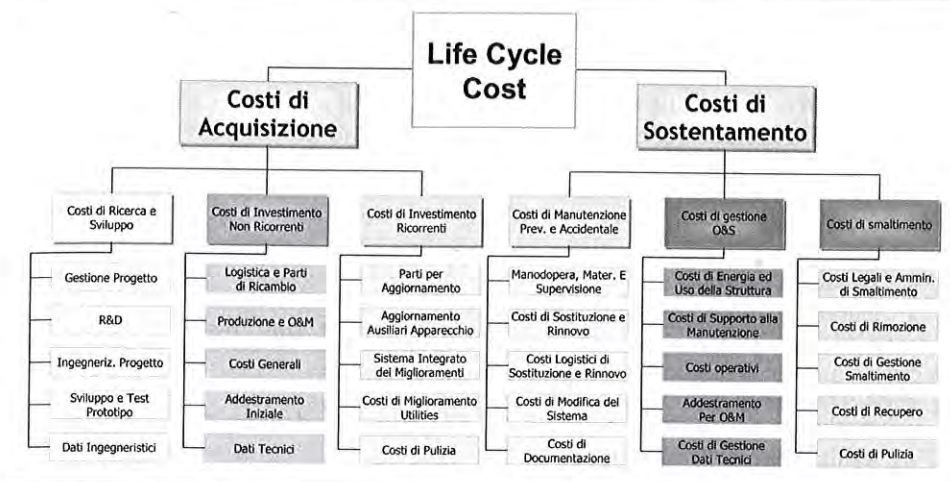 Life Cycle
Cost
Costi di
Acquisizione
Costi di
Sostentamento
Costi di Ricerca e
Sviluppo
Gestione Progetto
R&D
Ingegneriz. Progetto
Sviluppo e Test
Prototipo
Dati Ingegneristici
Costi di Investimento
Non Ricorrenti
Logistica e Parti
di Ricambio
Produzione e O&M
Costi Generali
Addestramento
Iniziale
Dati Tecnici
Costi di Investimento
Ricorrenti
Parti per
Aggiornamento
Aggiornamento
Ausiliari Apparecchio
Sistema Integrato
dei Miglioramenti
Costi di Miglioramento
Utilities
Costi di Pulizia
Costi di Manutenzione
Prev. e Accidentale
Manodopera, Mater. E
Supervisione
Costi di Sostituzione e
Rinnovo
Costi Logistici di
Sostituzione e Rinnovo
Costi di Modifica del
Sistema
Costi di
Documentazione
Costi di gestione
O&S
Costi di Energia ed
Uso della Struttura
Costi di Supporto alla
Manutenzione
Costi operativi
Addestramento
Per O&M
Costi di Gestione
Dati Tecnici
Costi di smaltimento
Costi Legali e Ammin.
di Smaltimento
Costi di Rimozione
Costi di Gestione
Smaltimento
Costi di Recupero
Costi di Pulizia